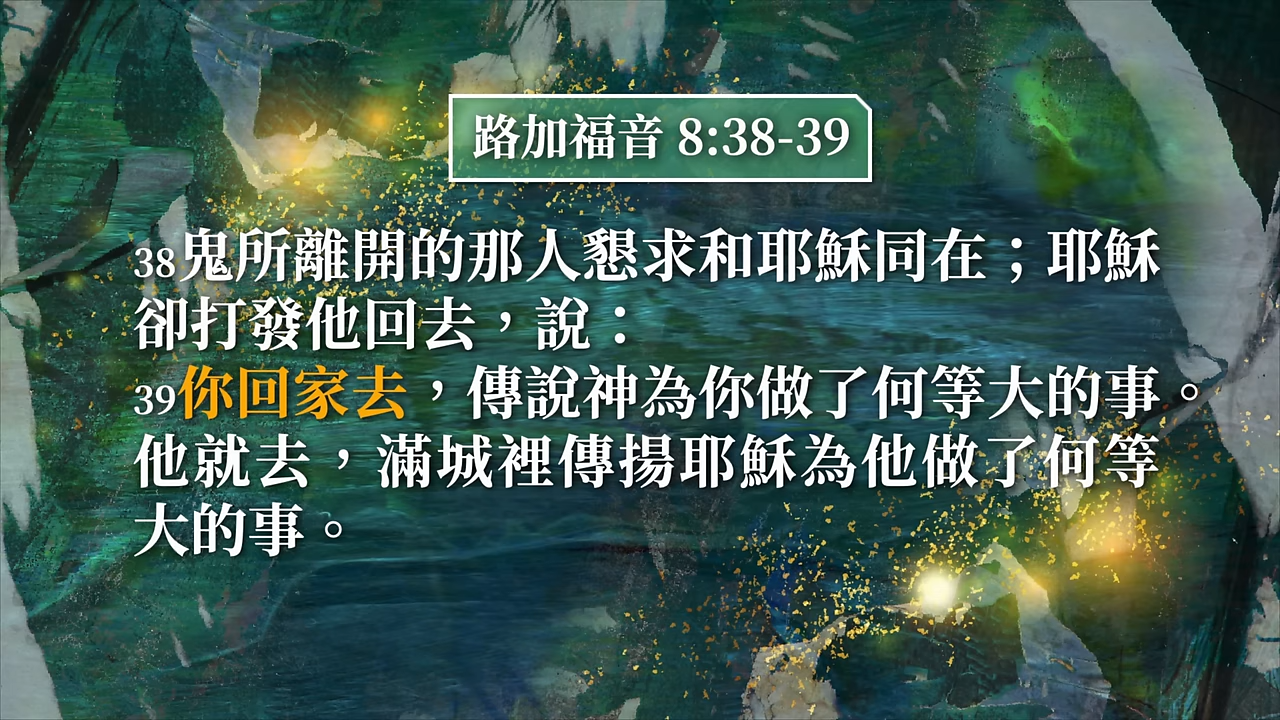 路加福音 8:38-39
38鬼所離開的那人懇求和耶穌同在；耶穌
卻打發他回去，說：
39你回家去，傳說神為你做了何等大的事。
他就去，滿城裡傳揚耶穌為他做了何等
大的事。